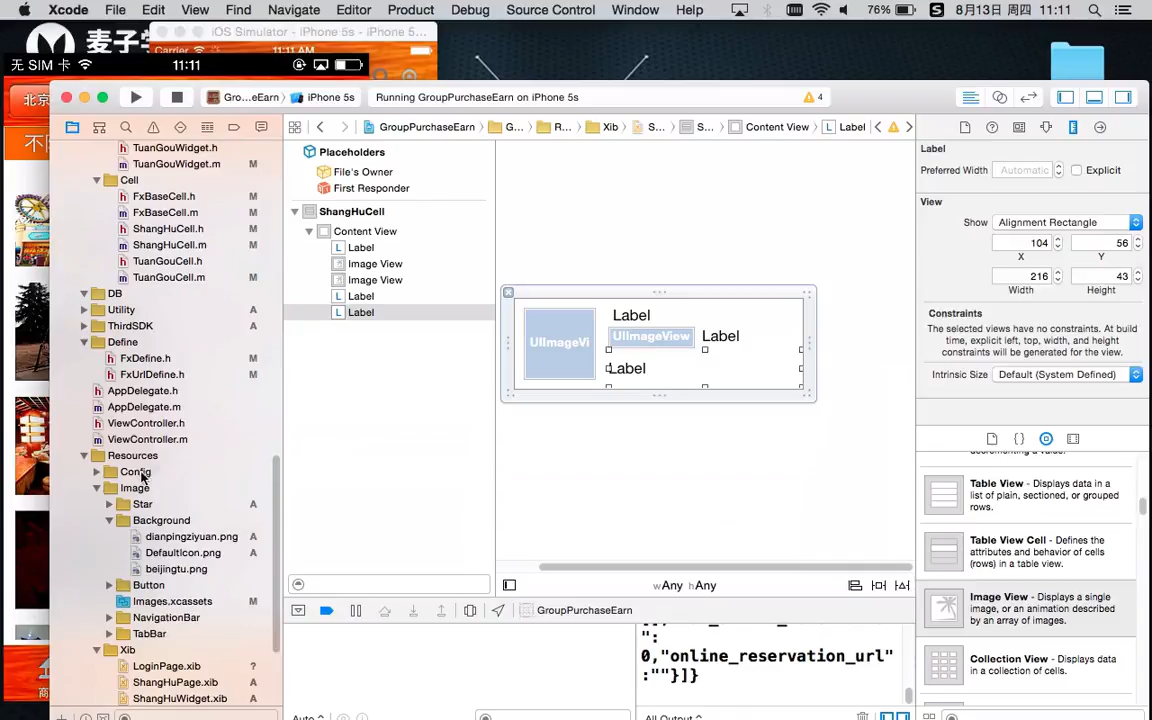 Xcode File Edit View Find Navigate Editor Product Debug Source Control Window Help 76% 8月13日 周四 11:11
麦子学
iOS Simulator - iPhone 5s - iPhone 5...
Carrier 11:11 AM
无 SIM 卡 11:11
北京
不限
Gro...eEarn iPhone 5s Running GroupPurchaseEarn on iPhone 5s 4
GroupPurchaseEarn G... R... Xib S... S... Content View Label
TuanGouWidget.h
TuanGouWidget.m M
Cell
FxBaseCell.h M
FxBaseCell.m M
ShangHuCell.h M
ShangHuCell.m M
TuanGouCell.h M
TuanGouCell.m M
DB
Utility A
ThirdSDK A
Define
FxDefine.h M
FxUrlDefine.h M
AppDelegate.h
AppDelegate.m
ViewController.h
ViewController.m
Resources
Config
Image
Star A
Background
dianpingziyuan.png A
DefaultIcon.png A
beijingtu.png
Button
Images.xcassets M
NavigationBar
TabBar
Xib
LoginPage.xib ?
ShangHuPage.xib A
ShangHuWidget.xib A
Placeholders
File's Owner
First Responder
ShangHuCell
Content View
L Label
Image View
Image View
L Label
L Label
UIImageVi
Label
UIImageView Label
Label
wAny hAny
GroupPurchaseEarn
":
0,"online_reservation_url"
:""}]}
Auto
All Output
Label
Preferred Width Automatic Explicit
View
Show Alignment Rectangle
104 56
X Y
216 43
Width Height
Constraints
The selected views have no constraints. At build
time, explicit left, top, width, and height
constraints will be generated for the view.
Intrinsic Size Default (System Defined)
Table View - Displays data in a
list of plain, sectioned, or grouped
rows.
Table View Cell - Defines the
attributes and behavior of cells
(rows) in a table view.
Image View - Displays a single
image, or an animation described
by an array of images.
Collection View - Displays data
in a collection of cells.